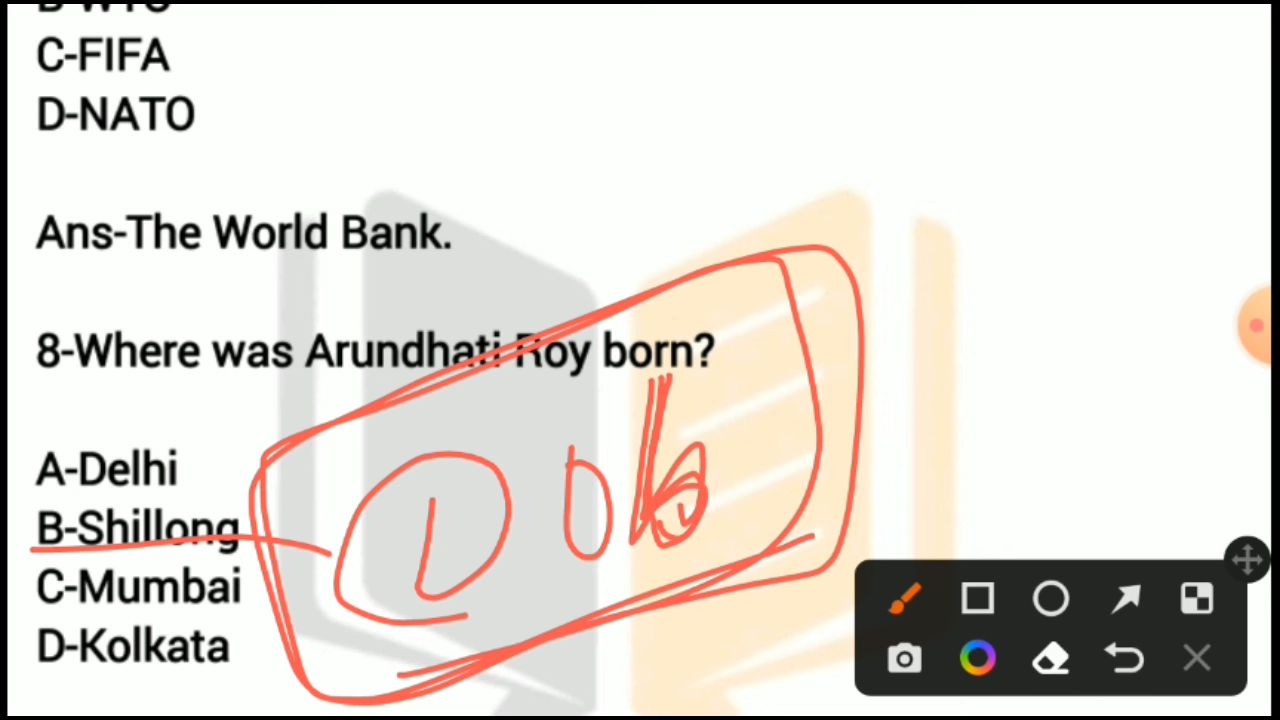 C-FIFA
D-NATO
Ans-The World Bank.
8-Where was Arundhati Roy born?
A-Delhi
B-Shillong
C-Mumbai
D-Kolkata